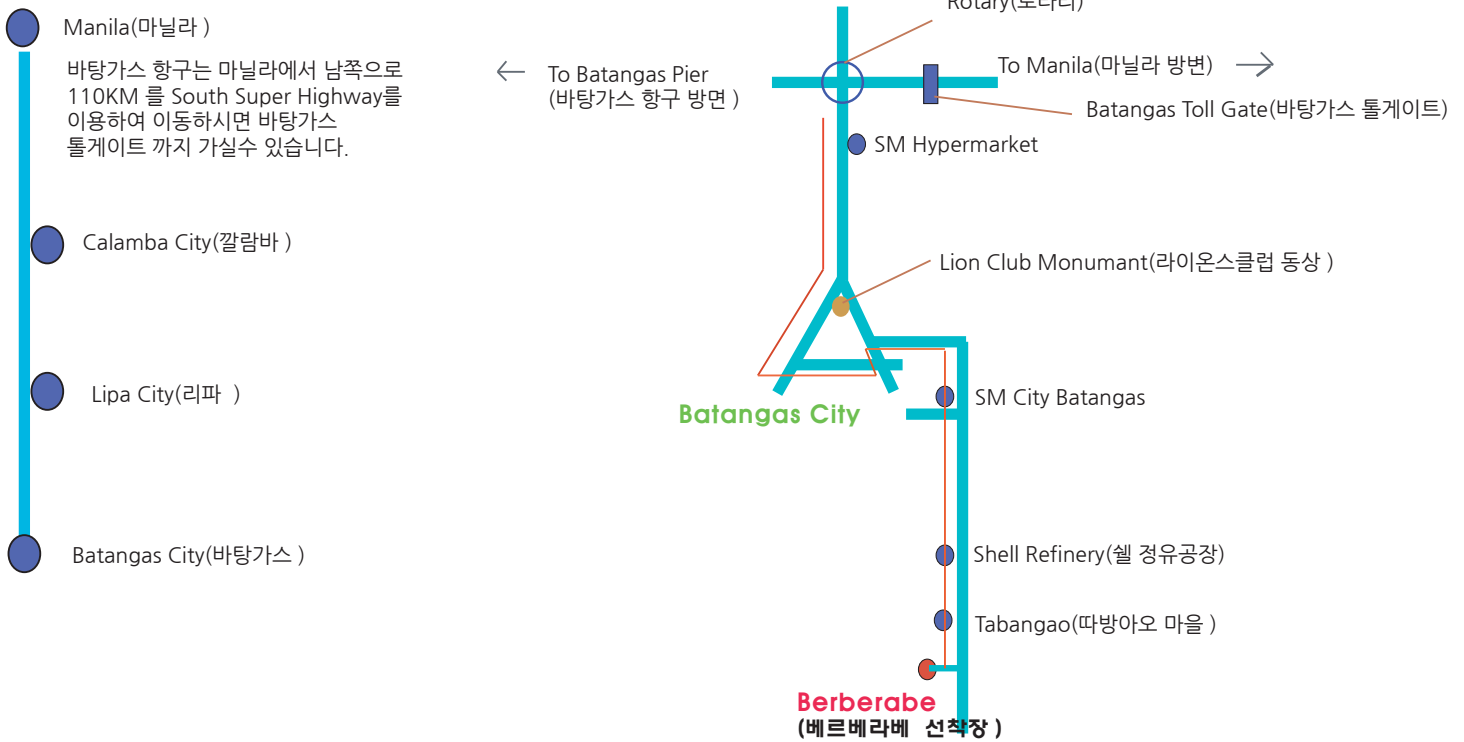 Manila(마닐라 )
바탕가스 항구는 마닐라에서 남쪽으로
110KM 를 South Super Highway를
이용하여 이동하시면 바탕가스
톨게이트 까지 가실수 있습니다.
Calamba City(깔람바 )
Lipa City(리파 )
Batangas City(바탕가스 )
Rotary(로타리)
To Batangas Pier
(바탕가스 항구 방면 )
To Manila(마닐라 방변)
Batangas Toll Gate(바탕가스 톨게이트)
SM Hypermarket
Lion Club Monumant(라이온스클럽 동상 )
Batangas City
SM City Batangas
Shell Refinery(쉘 정유공장)
Tabangao(따방아오 마을 )
Berberabe
(베르베라베 선착장 )